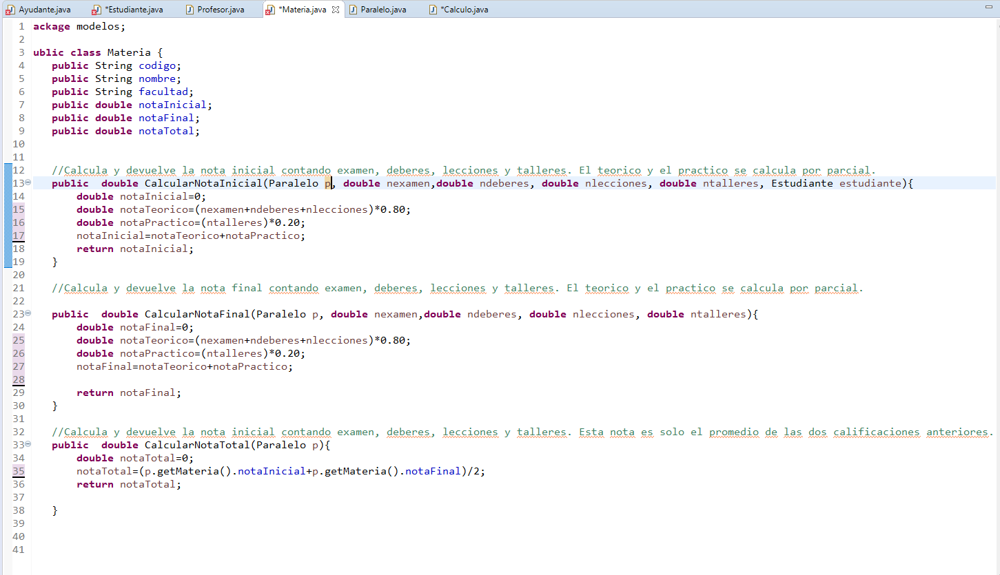 Ayudante.java *Estudiante.java Profesor.java *Materia.java Paralelo.java *Calculo.java
1 ackage modelos;
2
3 ublic class Materia {
4 public String codigo;
5 public String nombre;
6 public String facultad;
7 public double notaInicial;
8 public double notaFinal;
9 public double notaTotal;
10
11
12 //Calcula y devuelve la nota inicial contando examen, deberes, lecciones y talleres. El teorico y el practico se calcula por parcial.
13 public  double CalcularNotaInicial(Paralelo p, double nexamen,double ndeberes, double nlecciones, double ntalleres, Estudiante estudiante){
14 double notaInicial=0;
15 double notaTeorico=(nexamen+ndeberes+nlecciones)*0.80;
16 double notaPractico=(ntalleres)*0.20;
17 notaInicial=notaTeorico+notaPractico;
18 return notaInicial;
19 }
20
21 //Calcula y devuelve la nota final contando examen, deberes, lecciones y talleres. El teorico y el practico se calcula por parcial.
22
23 public  double CalcularNotaFinal(Paralelo p, double nexamen,double ndeberes, double nlecciones, double ntalleres){
24 double notaFinal=0;
25 double notaTeorico=(nexamen+ndeberes+nlecciones)*0.80;
26 double notaPractico=(ntalleres)*0.20;
27 notaFinal=notaTeorico+notaPractico;
28
29 return notaFinal;
30 }
31
32 //Calcula y devuelve la nota inicial contando examen, deberes, lecciones y talleres. Esta nota es solo el promedio de las dos calificaciones anteriores.
33 public  double CalcularNotaTotal(Paralelo p){
34 double notaTotal=0;
35 notaTotal=(p.getMateria().notaInicial+p.getMateria().notaFinal)/2;
36 return notaTotal;
37
38 }
39
40
41